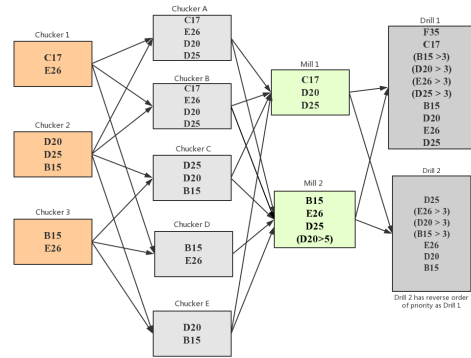 Chucker 1
C17
E26
Chucker 2
D20
D25
B15
Chucker 3
B15
E26
Chucker A
C17
E26
D20
D25
Chucker B
C17
E26
D20
D25
Chucker C
D25
D20
B15
Chucker D
B15
E26
Chucker E
D20
B15
Mill 1
C17
D20
D25
Mill 2
B15
E26
D25
(D20>5)
Drill 1
F35
C17
(B15 >3)
(D20 > 3)
(E26 > 3)
(D25 > 3)
B15
D20
E26
D25
Drill 2
D25
(E26 > 3)
(D20 > 3)
(B15 > 3)
E26
D20
B15
Drill 2 has reverse order
of priority as Drill 1